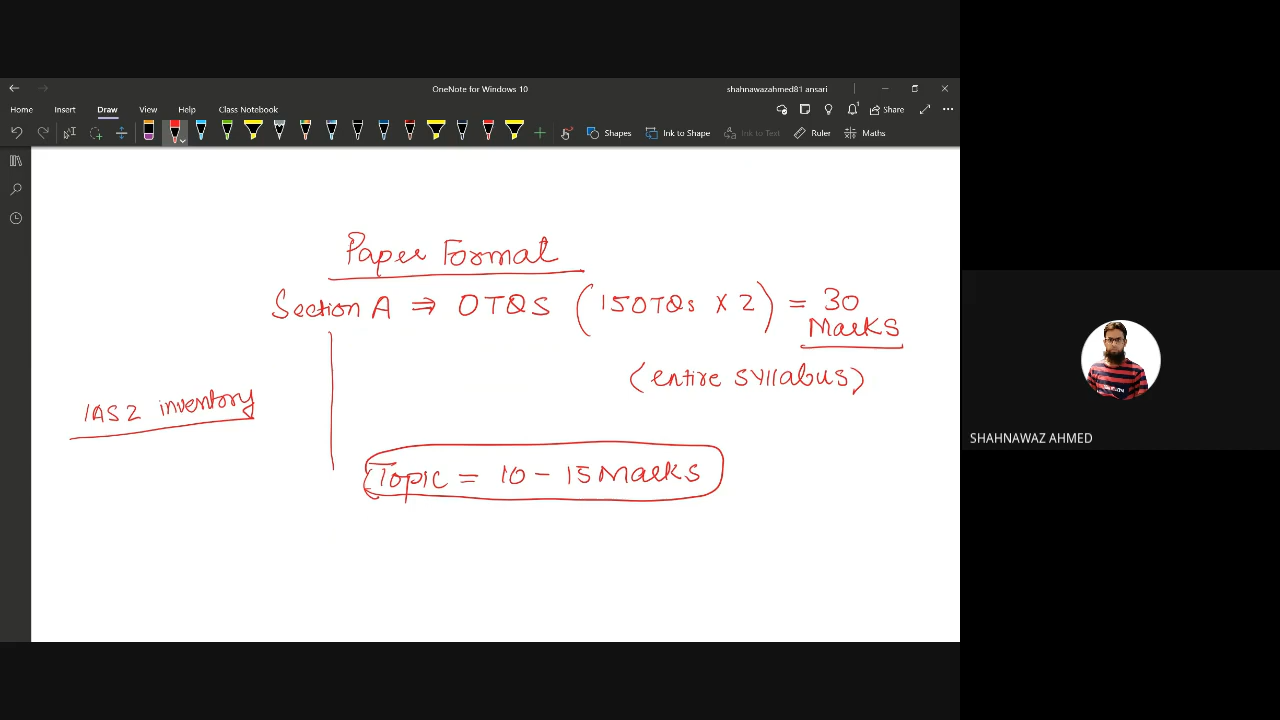 OneNote for Windows 10
shahnawazahmed81 ansari
Home Insert Draw View Help Class Notebook
Share
Shapes Ink to Shape Ink to Text Ruler Maths
Paper Format
Section A ⇒ OTQS (15OTQs × 2) = 30 Marks
(entire syllabus)
IAS2 inventory
Topic = 10 - 15 Marks
SHAHNAWAZ AHMED